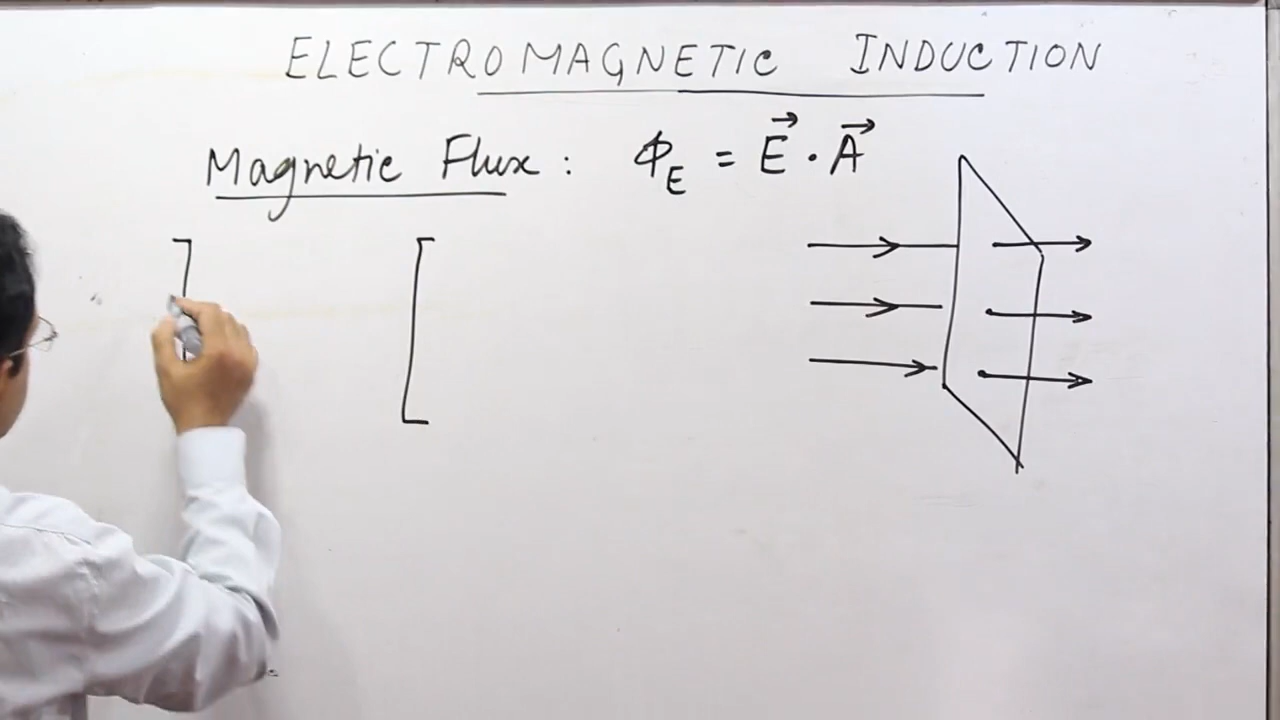 ELECTROMAGNETIC INDUCTION
Magnetic Flux : Φ_E = E⃗ · A⃗